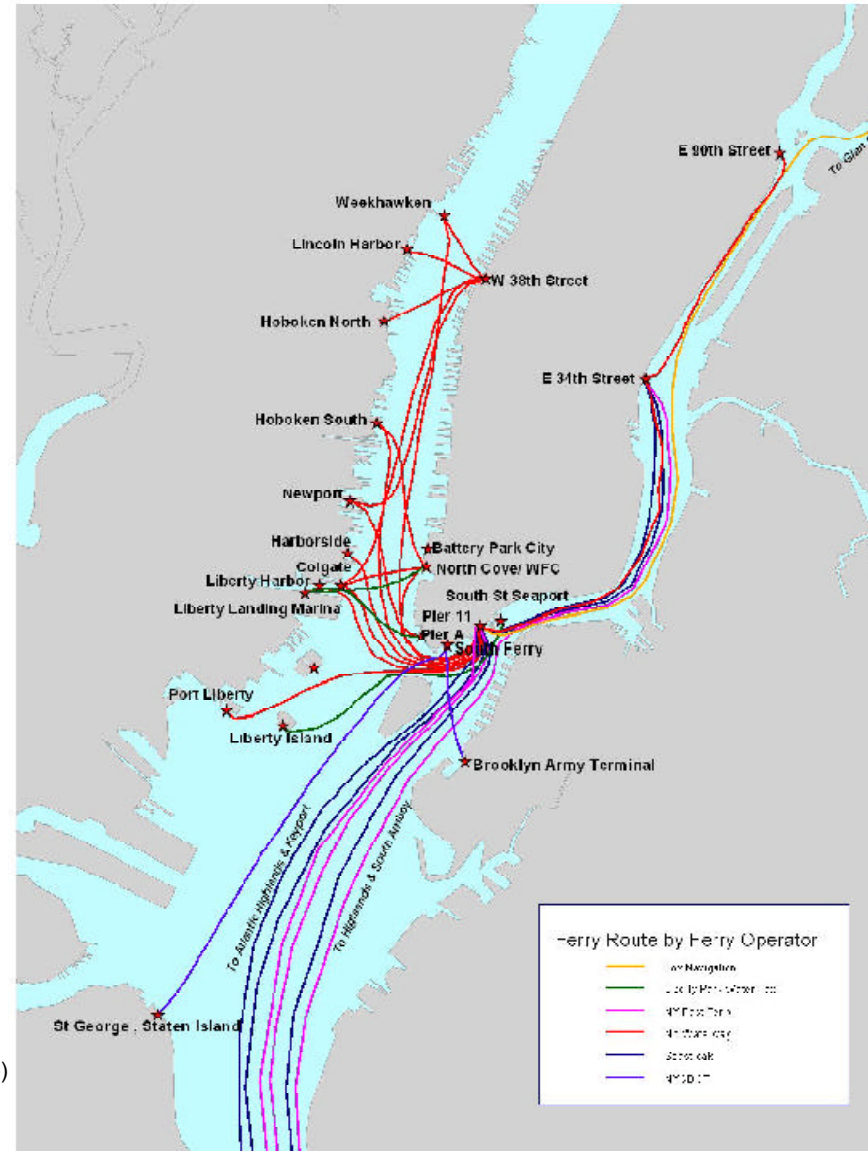 E 90th Street
To Glen
Weekhawken
Lincoln Harbor
W 38th Street
Hoboken North
E 34th Street
Hoboken South
Newport
Harborside
Battery Park City
Colgate
North Cove/ WFC
Liberty Harbor
South St Seaport
Liberty Landing Marina
Pier 11
Pier A
South Ferry
Port Liberty
Liberty Island
Brooklyn Army Terminal
To Atlantic Highlands & Keyport
To Highlands & South Amboy
St George , Staten Island
)
Ferry Route by Ferry Operator
Navigation